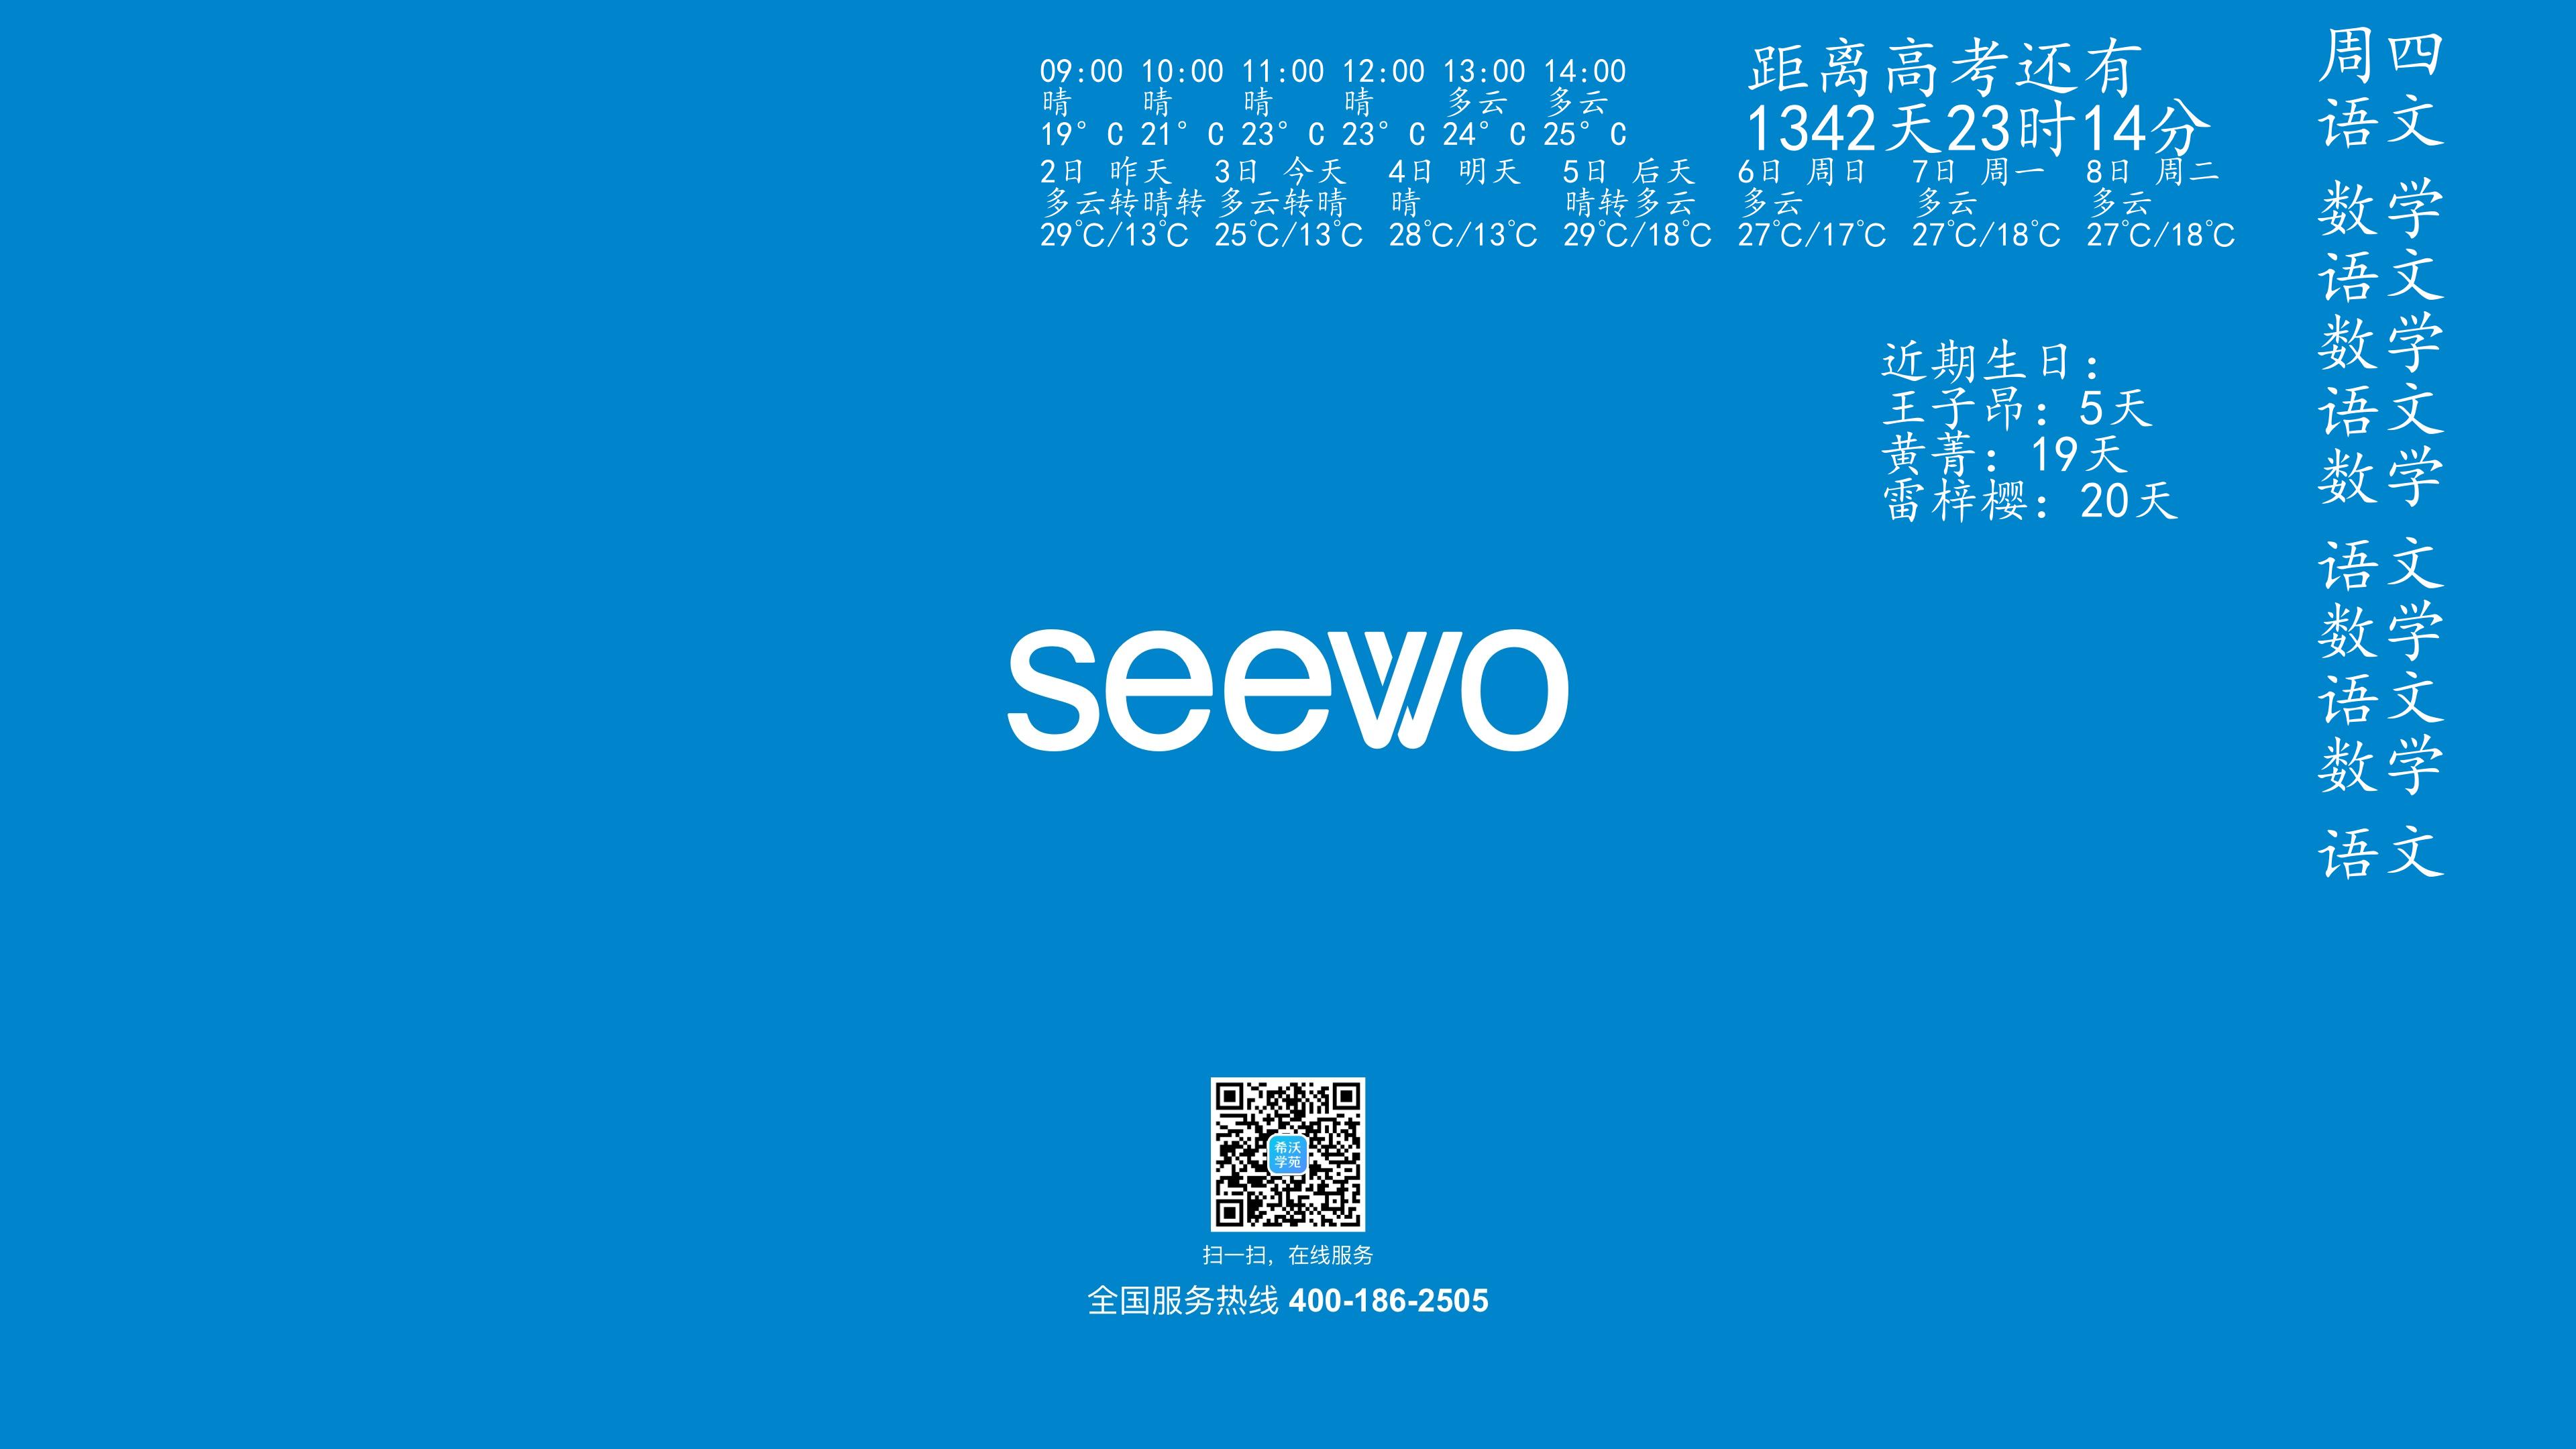 09:00 10:00 11:00 12:00 13:00 14:00
晴 晴 晴 晴 多云 多云
19° C 21° C 23° C 23° C 24° C 25° C
2日 昨天 3日 今天 4日 明天 5日 后天 6日 周日 7日 周一 8日 周二
多云转晴转 多云转晴 晴 晴转多云 多云 多云 多云
29℃/13℃ 25℃/13℃ 28℃/13℃ 29℃/18℃ 27℃/17℃ 27℃/18℃ 27℃/18℃
距离高考还有
1342天23时14分
周四
语文
数学
语文
数学
语文
数学
语文
数学
语文
数学
语文
近期生日:
王子昂: 5天
黄菁: 19天
雷梓樱: 20天
seewo
希沃
学苑
扫一扫，在线服务
全国服务热线 400-186-2505